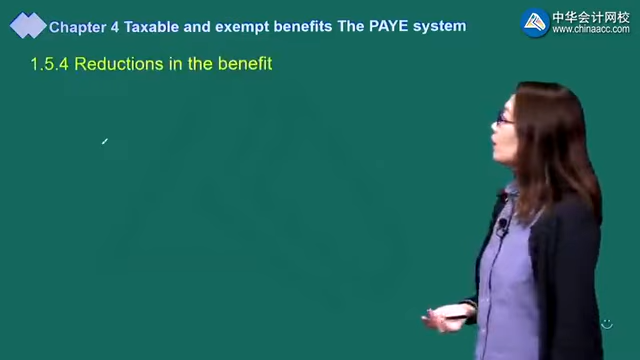 Chapter 4 Taxable and exempt benefits The PAYE system
中华会计网校
www.chinaacc.com
1.5.4 Reductions in the benefit